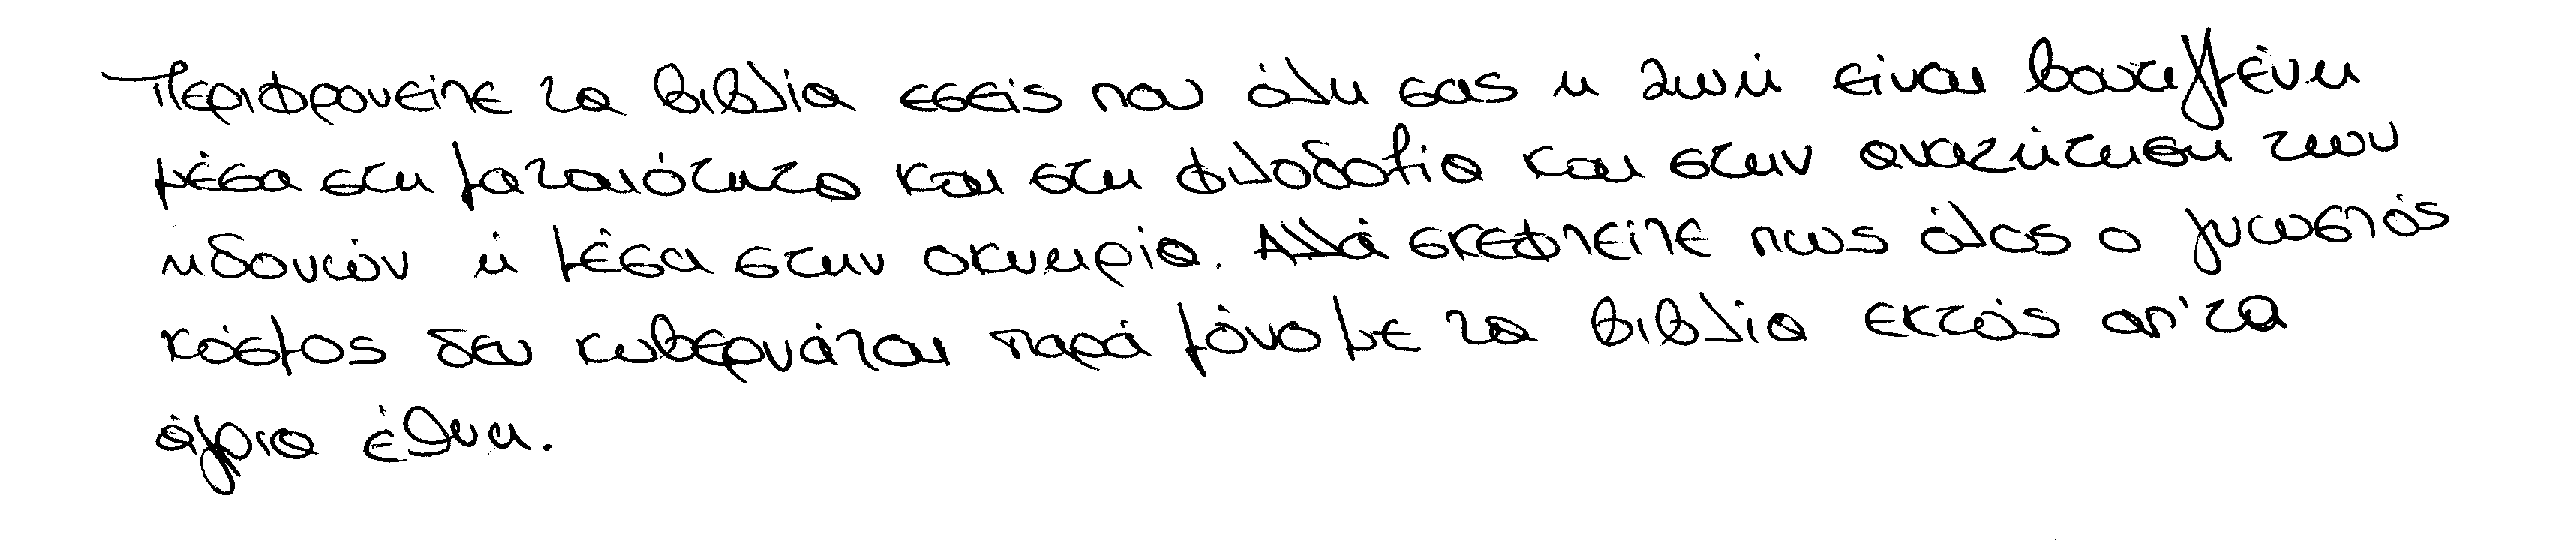 Περιφρονείτε τα βιβλία εσείς που όλη σας η ζωή είναι βουτηγμένη
μέσα στη ματαιότητα και στη φιλοδοξία και στην αναζήτηση των
ηδονών ή μέσα στην οκνηρία. Αλλά σκεφτείτε πως όλος ο γνωστός
κόσμος δεν κυβερνάται παρά μόνο με τα βιβλία εκτός απ' τα
άγρια έθνη.